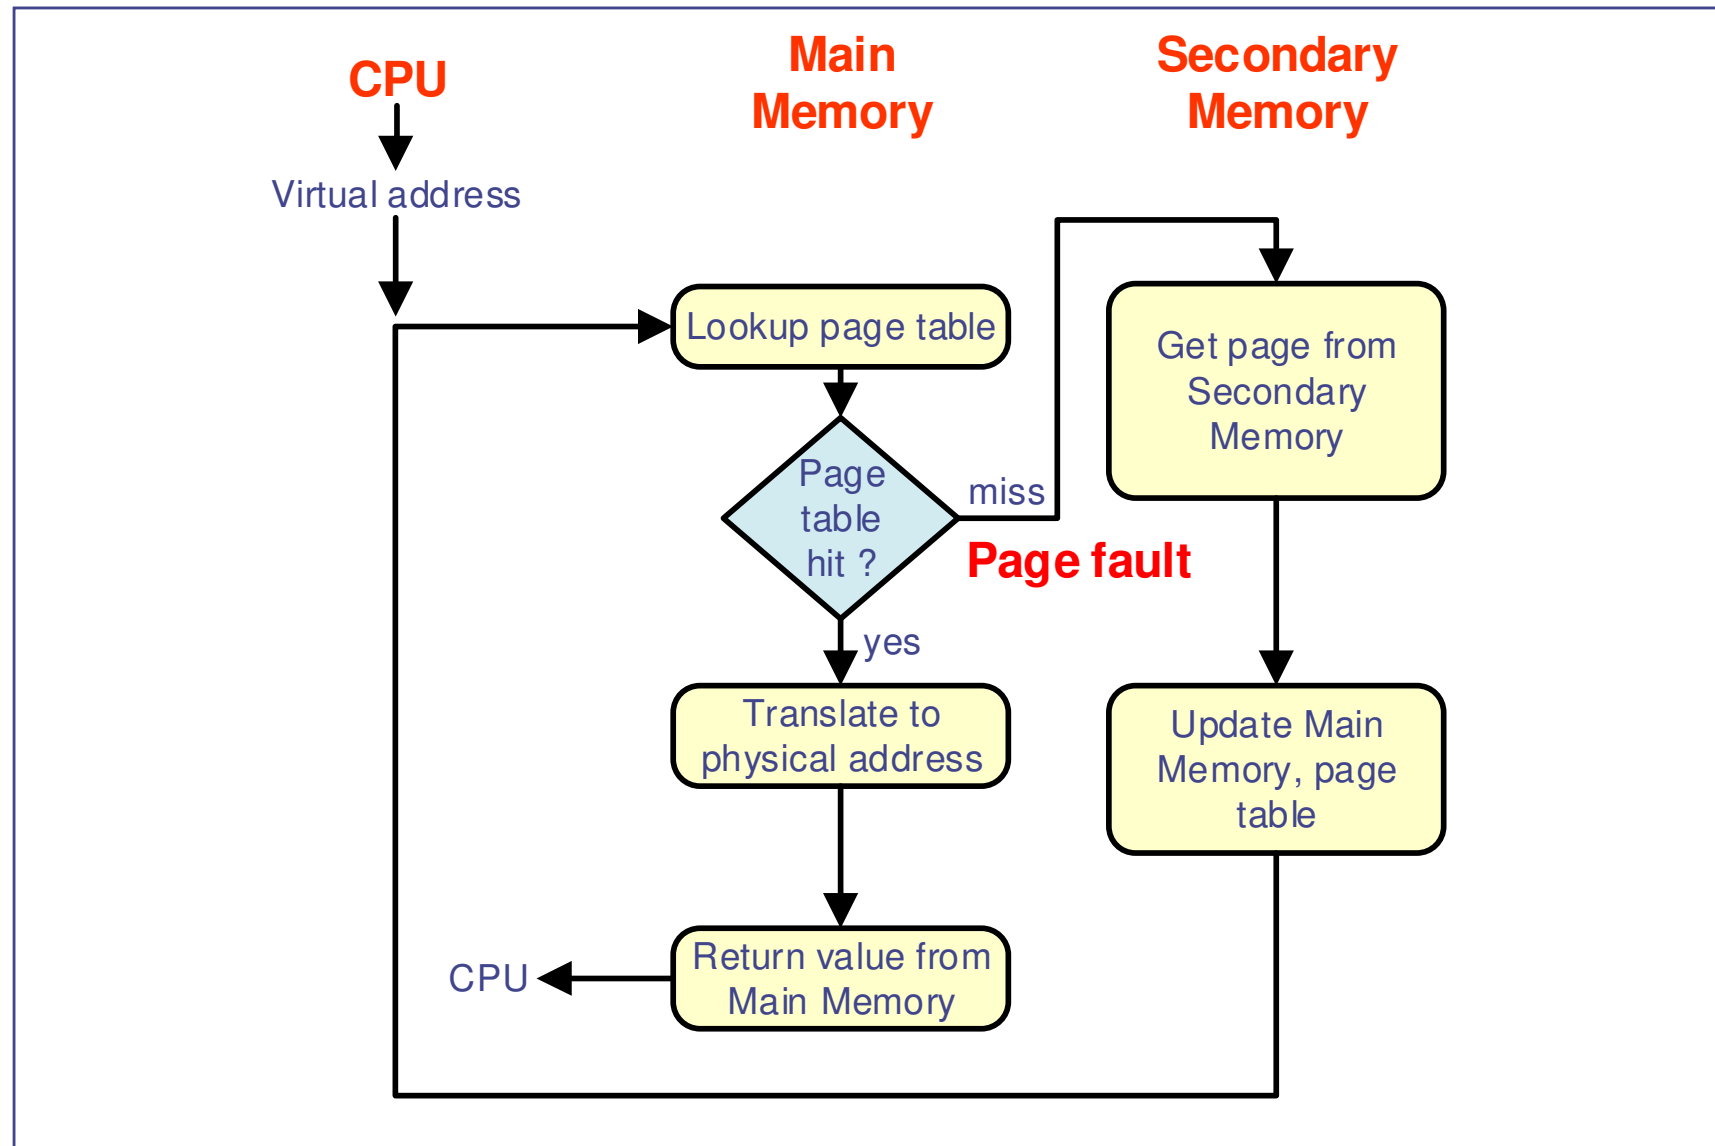 CPU
Main
Memory
Secondary
Memory
Virtual address
Lookup page table
Get page from
Secondary
Memory
Page
table
hit ?
miss
Page fault
yes
Translate to
physical address
Update Main
Memory, page
table
Return value from
Main Memory
CPU